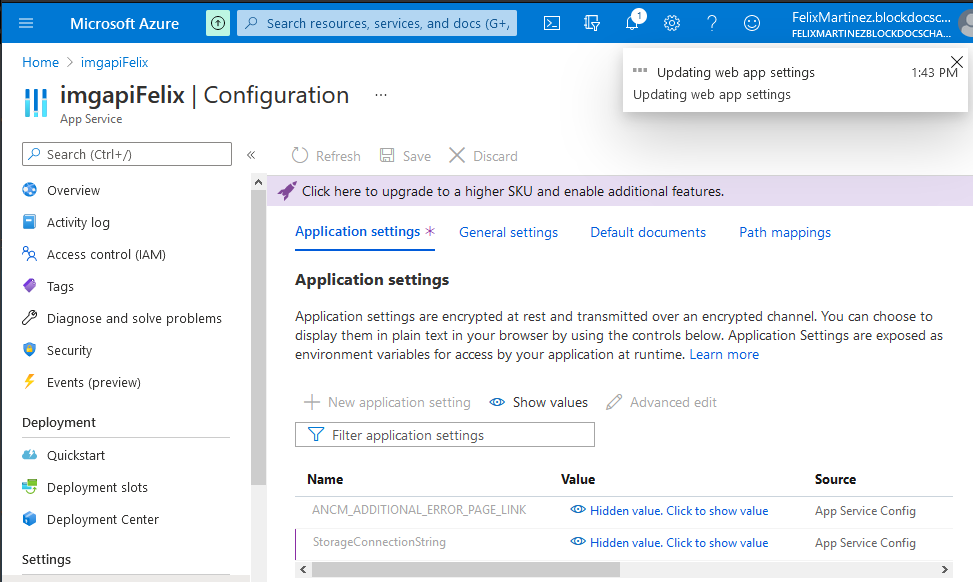 Microsoft Azure
Search resources, services, and docs (G+/)
1
FelixMartinez.blockdocsc...
FELIXMARTINEZBLOCKDOCSCHA...
Home > imgapiFelix
Updating web app settings 1:43 PM
Updating web app settings
imgapiFelix | Configuration ...
App Service
Search (Ctrl+/)
«
Refresh Save Discard
Click here to upgrade to a higher SKU and enable additional features.
Overview
Activity log
Access control (IAM)
Tags
Diagnose and solve problems
Security
Events (preview)
Deployment
Quickstart
Deployment slots
Deployment Center
Settings
Application settings * General settings Default documents Path mappings
Application settings
Application settings are encrypted at rest and transmitted over an encrypted channel. You can choose to
display them in plain text in your browser by using the controls below. Application Settings are exposed as
environment variables for access by your application at runtime. Learn more
New application setting Show values Advanced edit
Filter application settings
Name Value Source
ANCM_ADDITIONAL_ERROR_PAGE_LINK Hidden value. Click to show value App Service Config
StorageConnectionString Hidden value. Click to show value App Service Config